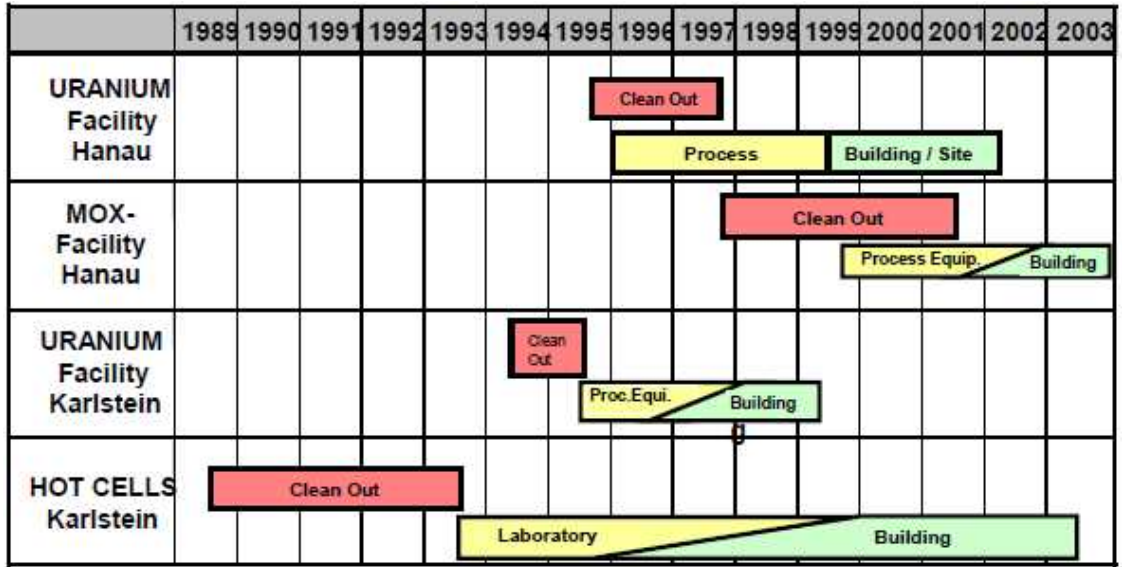 1989 1990 1991 1992 1993 1994 1995 1996 1997 1998 1999 2000 2001 2002 2003
URANIUM
Facility
Hanau
Clean Out
Process
Building / Site
MOX-
Facility
Hanau
Clean Out
Process Equip.
Building
URANIUM
Facility
Karlstein
Clean
Out
Proc.Equi.
Building
g
HOT CELLS
Karlstein
Clean Out
Laboratory
Building